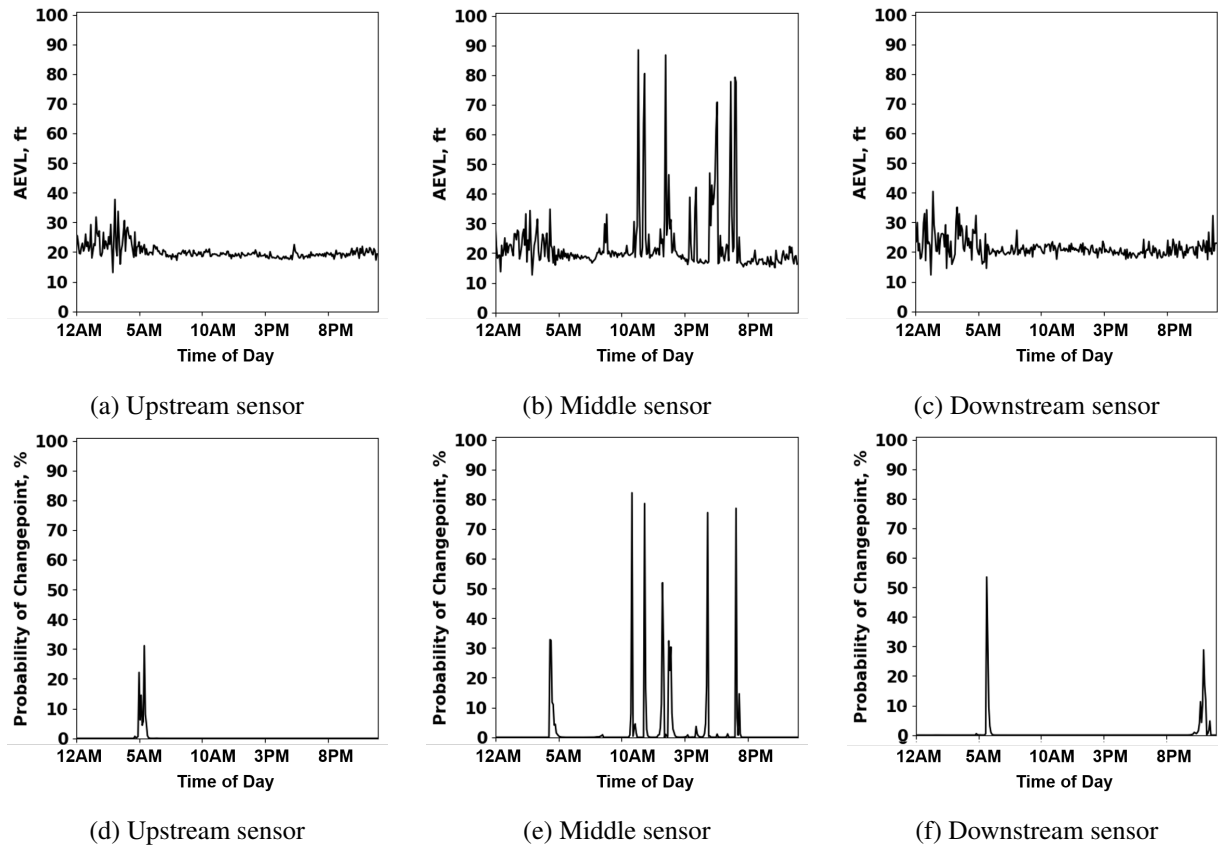 100
90
80
70
60
50
40
30
20
10
0
AEVL, ft
12AM 5AM 10AM 3PM 8PM
Time of Day
(a) Upstream sensor
100
90
80
70
60
50
40
30
20
10
0
AEVL, ft
12AM 5AM 10AM 3PM 8PM
Time of Day
(b) Middle sensor
100
90
80
70
60
50
40
30
20
10
0
AEVL, ft
12AM 5AM 10AM 3PM 8PM
Time of Day
(c) Downstream sensor
100
90
80
70
60
50
40
30
20
10
0
Probability of Changepoint, %
12AM 5AM 10AM 3PM 8PM
Time of Day
(d) Upstream sensor
100
90
80
70
60
50
40
30
20
10
0
Probability of Changepoint, %
12AM 5AM 10AM 3PM 8PM
Time of Day
(e) Middle sensor
100
90
80
70
60
50
40
30
20
10
0
Probability of Changepoint, %
12AM 5AM 10AM 3PM 8PM
Time of Day
(f) Downstream sensor